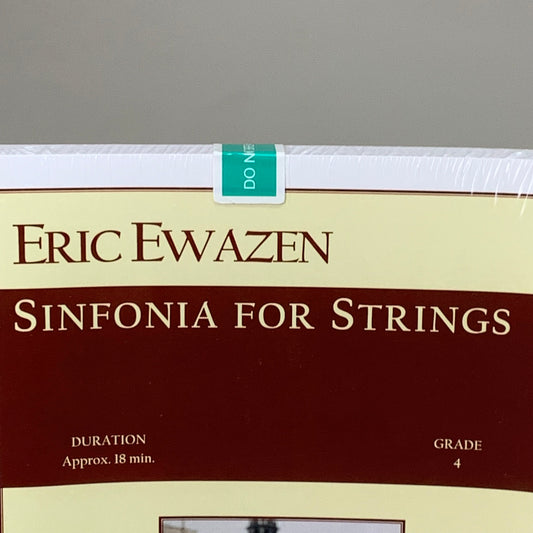 DO
ERIC EWAZEN
SINFONIA FOR STRINGS
DURATION
Approx. 18 min.
GRADE
4